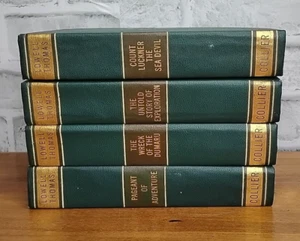 LOWELL
THOMAS
COUNT
LUCKNER
THE
SEA DEVIL
COLLIER
LOWELL
THOMAS
THE
UNTOLD
STORY OF
EXPLORATION
COLLIER
LOWELL
THOMAS
THE
WRECK
OF THE
DUMARU
COLLIER
LOWELL
THOMAS
PAGEANT
OF
ADVENTURE
COLLIER